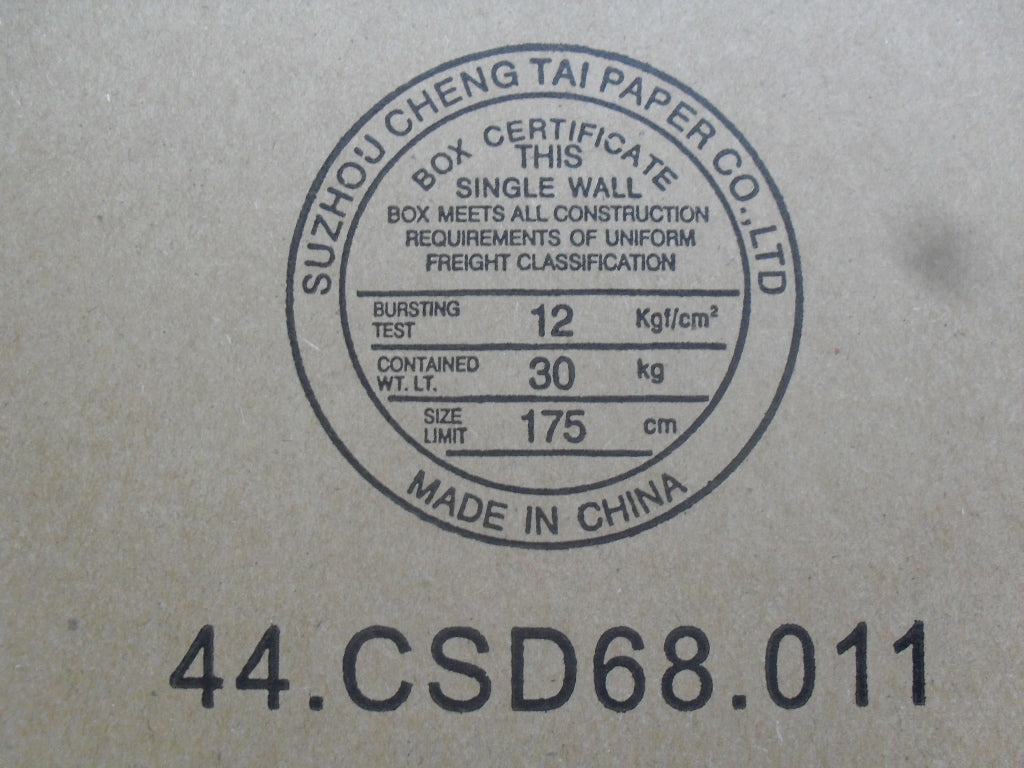 SUZHOU CHENG TAI PAPER CO.,LTD
BOX CERTIFICATE
THIS
SINGLE WALL
BOX MEETS ALL CONSTRUCTION
REQUIREMENTS OF UNIFORM
FREIGHT CLASSIFICATION
BURSTING TEST 12 Kgf/cm²
CONTAINED WT. LT. 30 kg
SIZE LIMIT 175 cm
MADE IN CHINA
44.CSD68.011